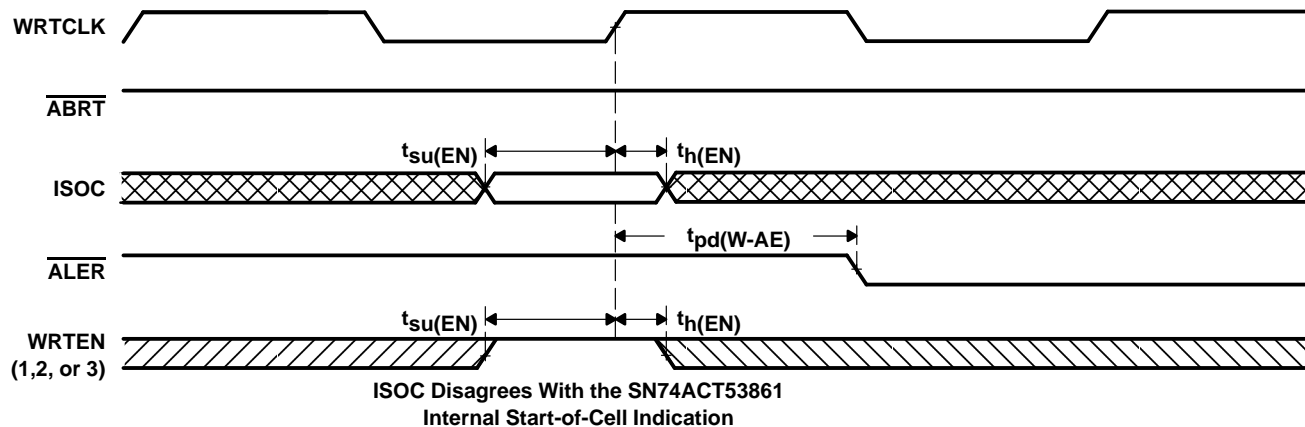 WRTCLK
ABRT
tsu(EN) th(EN)
ISOC
tpd(W-AE)
ALER
tsu(EN) th(EN)
WRTEN
(1,2, or 3)
ISOC Disagrees With the SN74ACT53861
Internal Start-of-Cell Indication